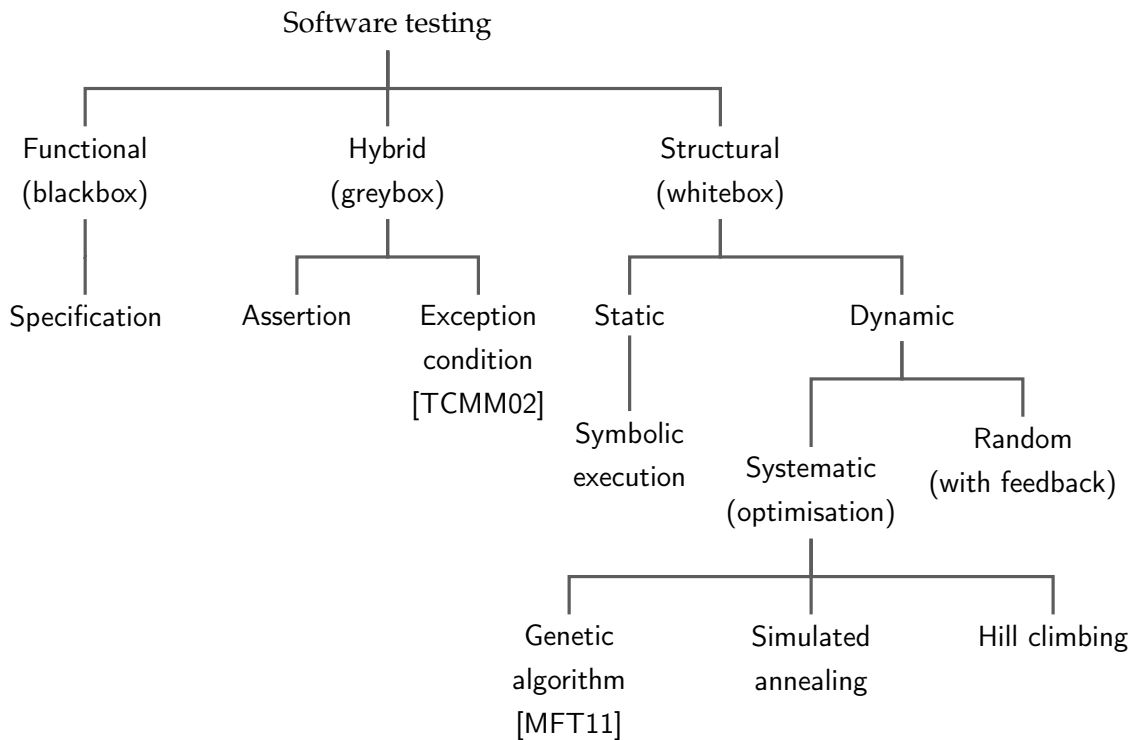 Software testing
Functional
(blackbox)
Hybrid
(greybox)
Structural
(whitebox)
Specification
Assertion
Exception
condition
[TCMM02]
Static
Dynamic
Symbolic
execution
Systematic
(optimisation)
Random
(with feedback)
Genetic
algorithm
[MFT11]
Simulated
annealing
Hill climbing